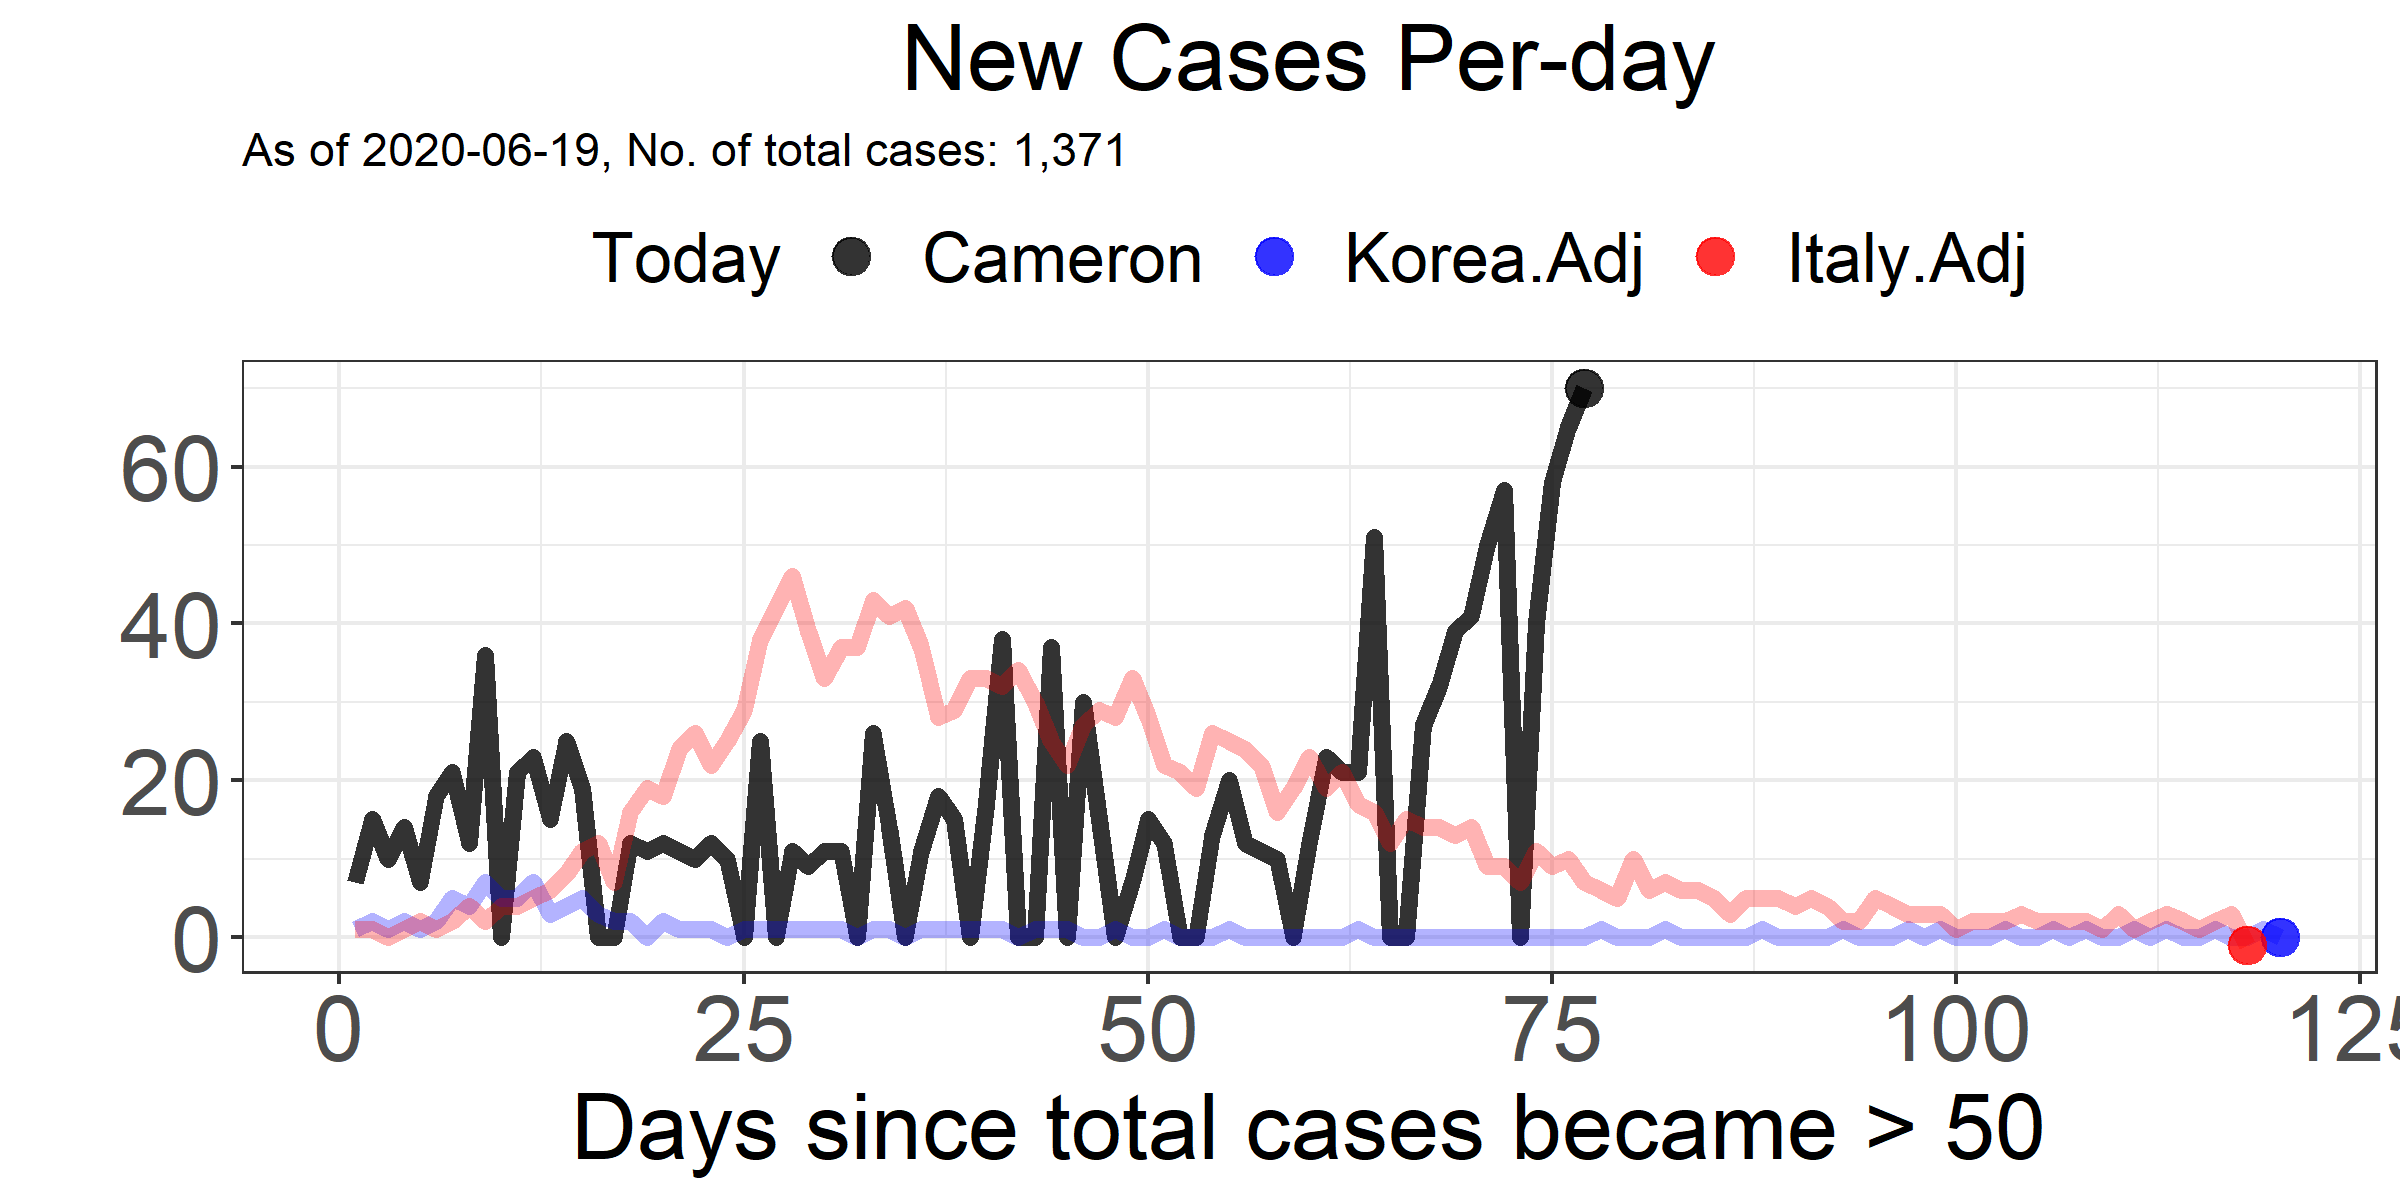 New Cases Per-day
As of 2020-06-19, No. of total cases: 1,371
Today Cameron Korea.Adj Italy.Adj
60
40
20
0
0 25 50 75 100 125
Days since total cases became > 50